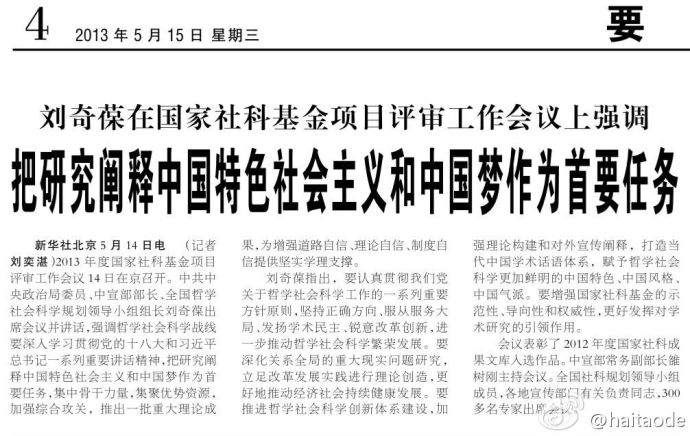 4 2013年5月15日 星期三 要
刘奇葆在国家社科基金项目评审工作会议上强调
把研究阐释中国特色社会主义和中国梦作为首要任务
新华社北京5月14日电 (记者
刘奕湛)2013年度国家社科基金项目
评审工作会议14日在京召开。中共中
央政治局委员、中宣部部长、全国哲学
社会科学规划领导小组组长刘奇葆出
席会议并讲话,强调哲学社会科学战线
要深入学习贯彻党的十八大和习近平
总书记一系列重要讲话精神,把研究阐
释中国特色社会主义和中国梦作为首
要任务,集中骨干力量,集聚优势资源,
加强综合攻关,推出一批重大理论成
果,为增强道路自信、理论自信、制度自
信提供坚实学理支撑。
刘奇葆指出,要认真贯彻我们党
关于哲学社会科学工作的一系列重要
方针原则,坚持正确方向、服从服务大
局、发扬学术民主、锐意改革创新,进
一步推动哲学社会科学繁荣发展。要
深化关系全局的重大现实问题研究,
立足改革发展实践进行理论创造,更
好地推动经济社会持续健康发展。要
推进哲学社会科学创新体系建设,加
强理论构建和对外宣传阐释,打造当
代中国学术话语体系,赋予哲学社会
科学更加鲜明的中国特色、中国风格、
中国气派。要增强国家社科基金的示
范性、导向性和权威性,更好发挥对学
术研究的引领作用。
会议表彰了2012年度国家社科成
果文库入选作品。中宣部常务副部长雒
树刚主持会议。全国社科规划领导小组
成员,各地宣传部门有关负责同志,300
多名专家出席会议。
@haitaode